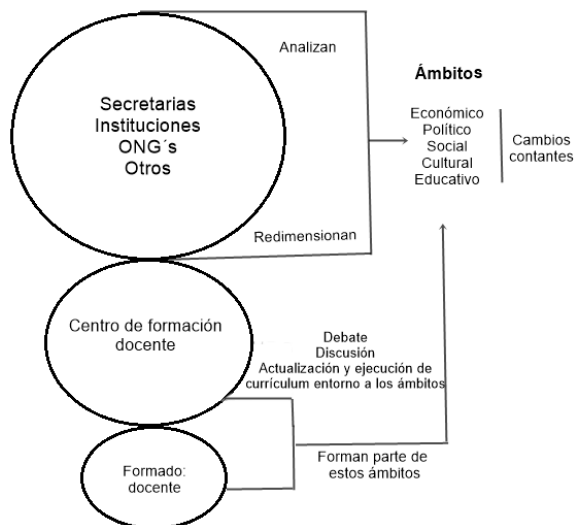 Analizan
Secretarias
Instituciones
ONG´s
Otros
Redimensionan
Ámbitos
Económico
Político
Social
Cultural
Educativo
Cambios
contantes
Centro de formación
docente
Debate
Discusión
Actualización y ejecución de
currículum entorno a los ámbitos
Formado:
docente
Forman parte de
estos ámbitos